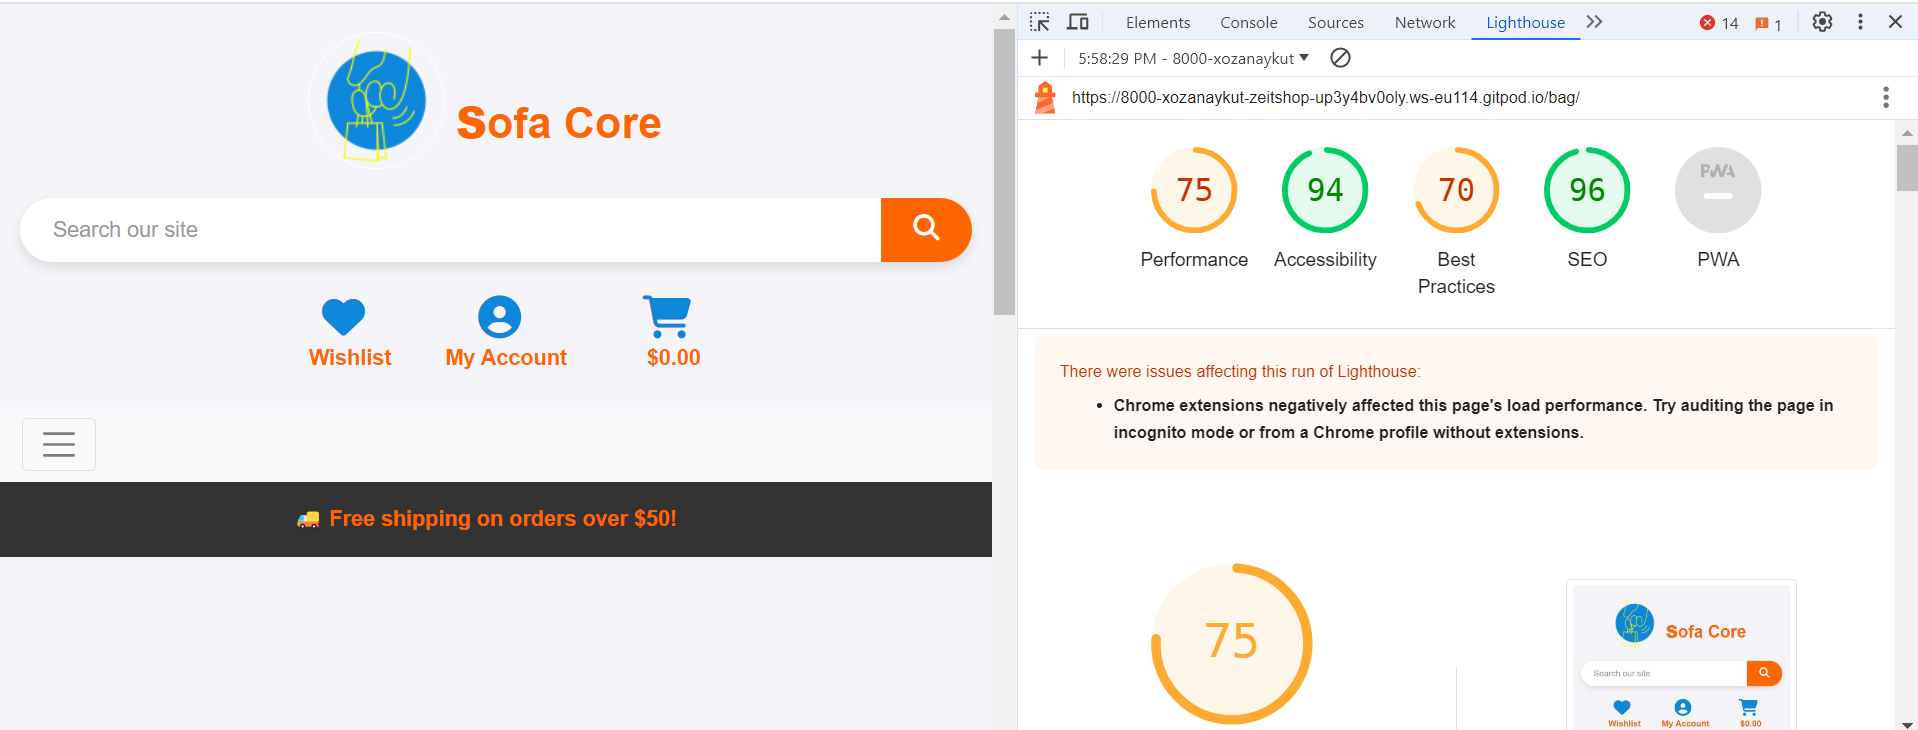 Sofa Core
Search our site
Wishlist
My Account
$0.00
Free shipping on orders over $50!
Elements
Console
Sources
Network
Lighthouse
14
1
5:58:29 PM - 8000-xozanaykut
https://8000-xozanaykut-zeitshop-up3y4bv0oly.ws-eu114.gitpod.io/bag/
75
94
70
96
PWA
Performance
Accessibility
Best
Practices
SEO
PWA
There were issues affecting this run of Lighthouse:
Chrome extensions negatively affected this page's load performance. Try auditing the page in
incognito mode or from a Chrome profile without extensions.
75
Sofa Core
Search our site
Wishlist
My Account
$0.00